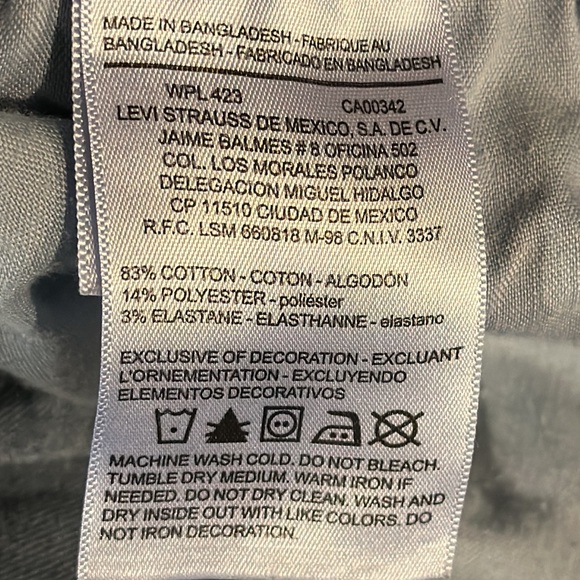 MADE IN BANGLADESH - FABRIQUE AU
BANGLADESH - FABRICADO EN BANGLADESH
WPL 423 CA00342
LEVI STRAUSS DE MEXICO, S.A. DE C.V.
JAIME BALMES # 8 OFICINA 502
COL. LOS MORALES POLANCO
DELEGACION MIGUEL HIDALGO
CP 11510 CIUDAD DE MEXICO
R.F.C. LSM 660818 M-98 C.N.I.V. 3337
83% COTTON - COTON - ALGODÓN
14% POLYESTER - poliéster
3% ELASTANE - ELASTHANNE - elastano
EXCLUSIVE OF DECORATION - EXCLUANT
L'ORNEMENTATION - EXCLUYENDO
ELEMENTOS DECORATIVOS
MACHINE WASH COLD. DO NOT BLEACH.
TUMBLE DRY MEDIUM. WARM IRON IF
NEEDED. DO NOT DRY CLEAN. WASH AND
DRY INSIDE OUT WITH LIKE COLORS. DO
NOT IRON DECORATION.